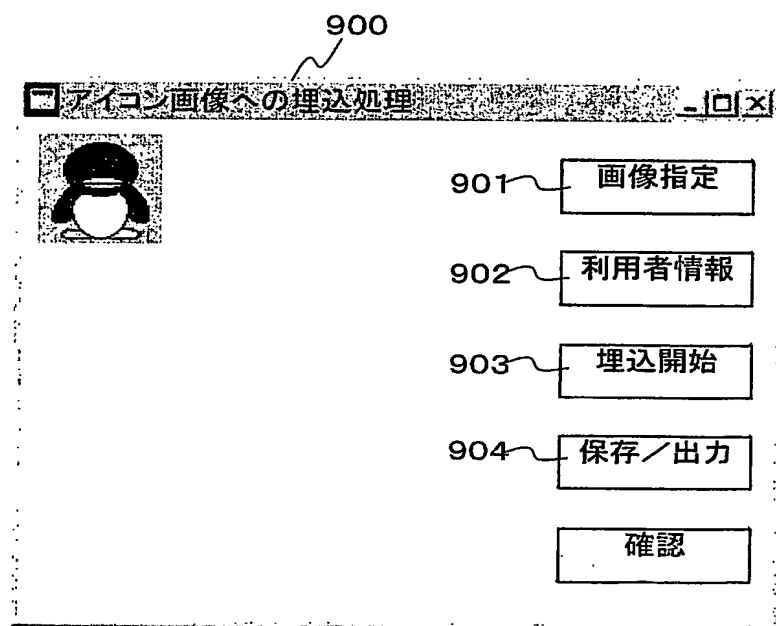 900
アイコン画像への埋込処理
901 画像指定
902 利用者情報
903 埋込開始
904 保存／出力
確認